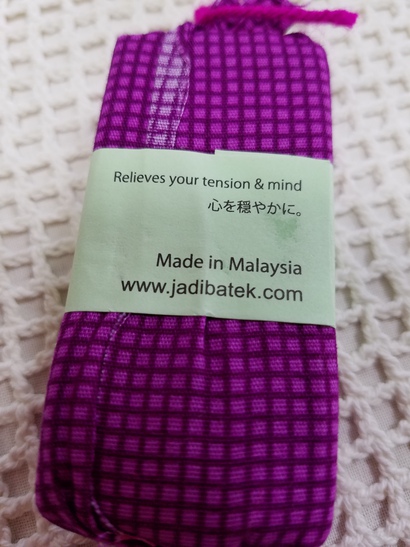 Relieves your tension & mind
心を穏やかに。
Made in Malaysia
www.jadibatek.com